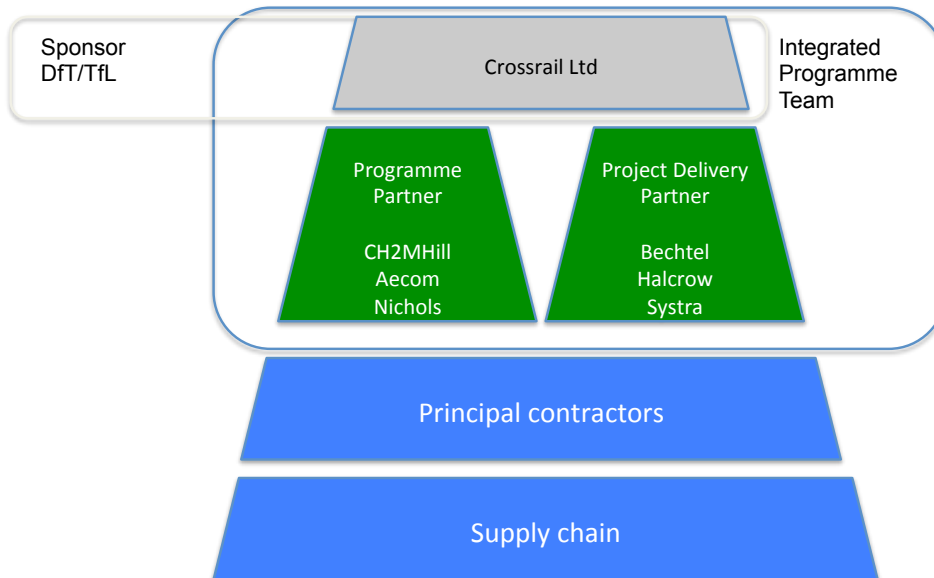 Sponsor
DfT/TfL
Crossrail Ltd
Integrated
Programme
Team
Programme
Partner
CH2MHill
Aecom
Nichols
Project Delivery
Partner
Bechtel
Halcrow
Systra
Principal contractors
Supply chain